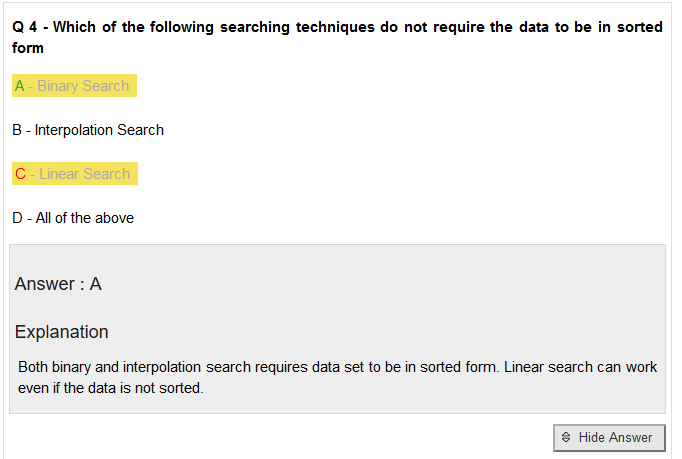 Q 4 - Which of the following searching techniques do not require the data to be in sorted
form
A - Binary Search
B - Interpolation Search
C - Linear Search
D - All of the above
Answer : A
Explanation
Both binary and interpolation search requires data set to be in sorted form. Linear search can work
even if the data is not sorted.
Hide Answer